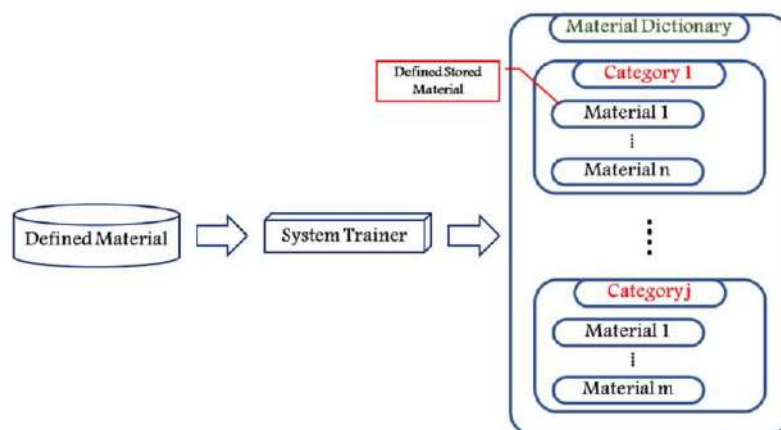 Material Dictionary
Defined Stored
Material
Category 1
Material 1
⁞
Material n
Defined Material
System Trainer
⁞
Category j
Material 1
⁞
Material m